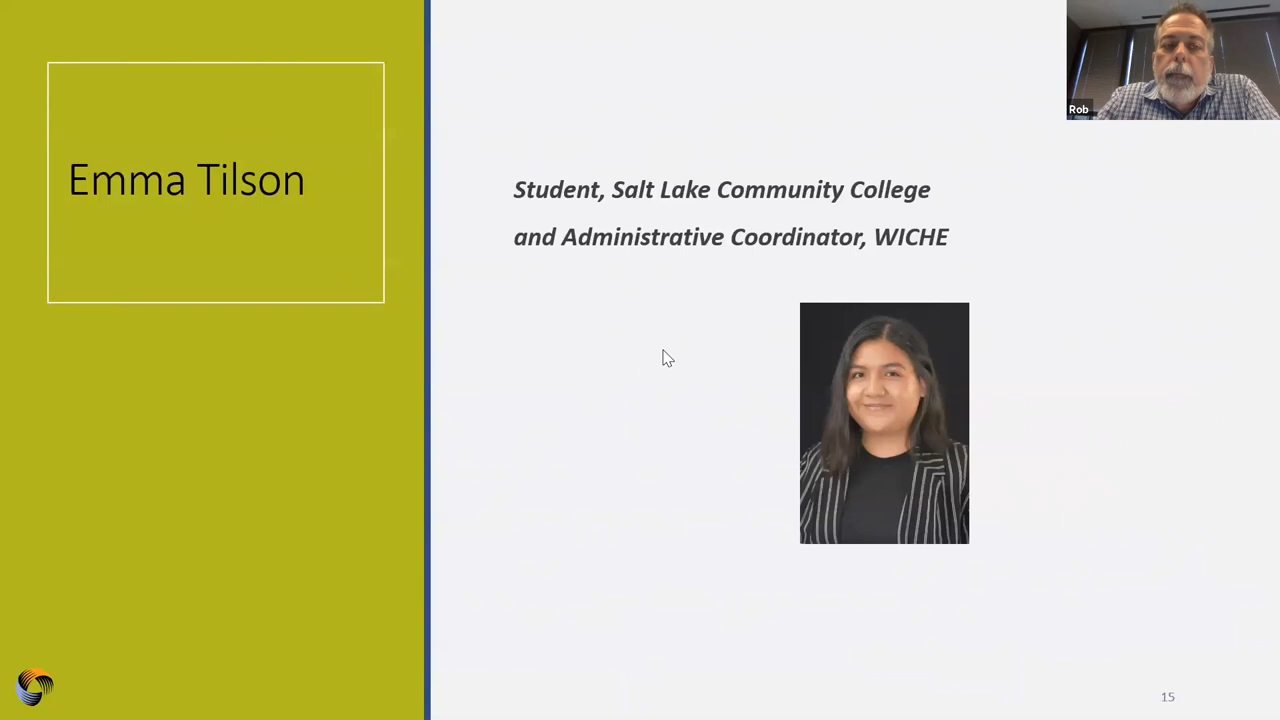 Emma Tilson
Student, Salt Lake Community College
and Administrative Coordinator, WICHE
Rob
15